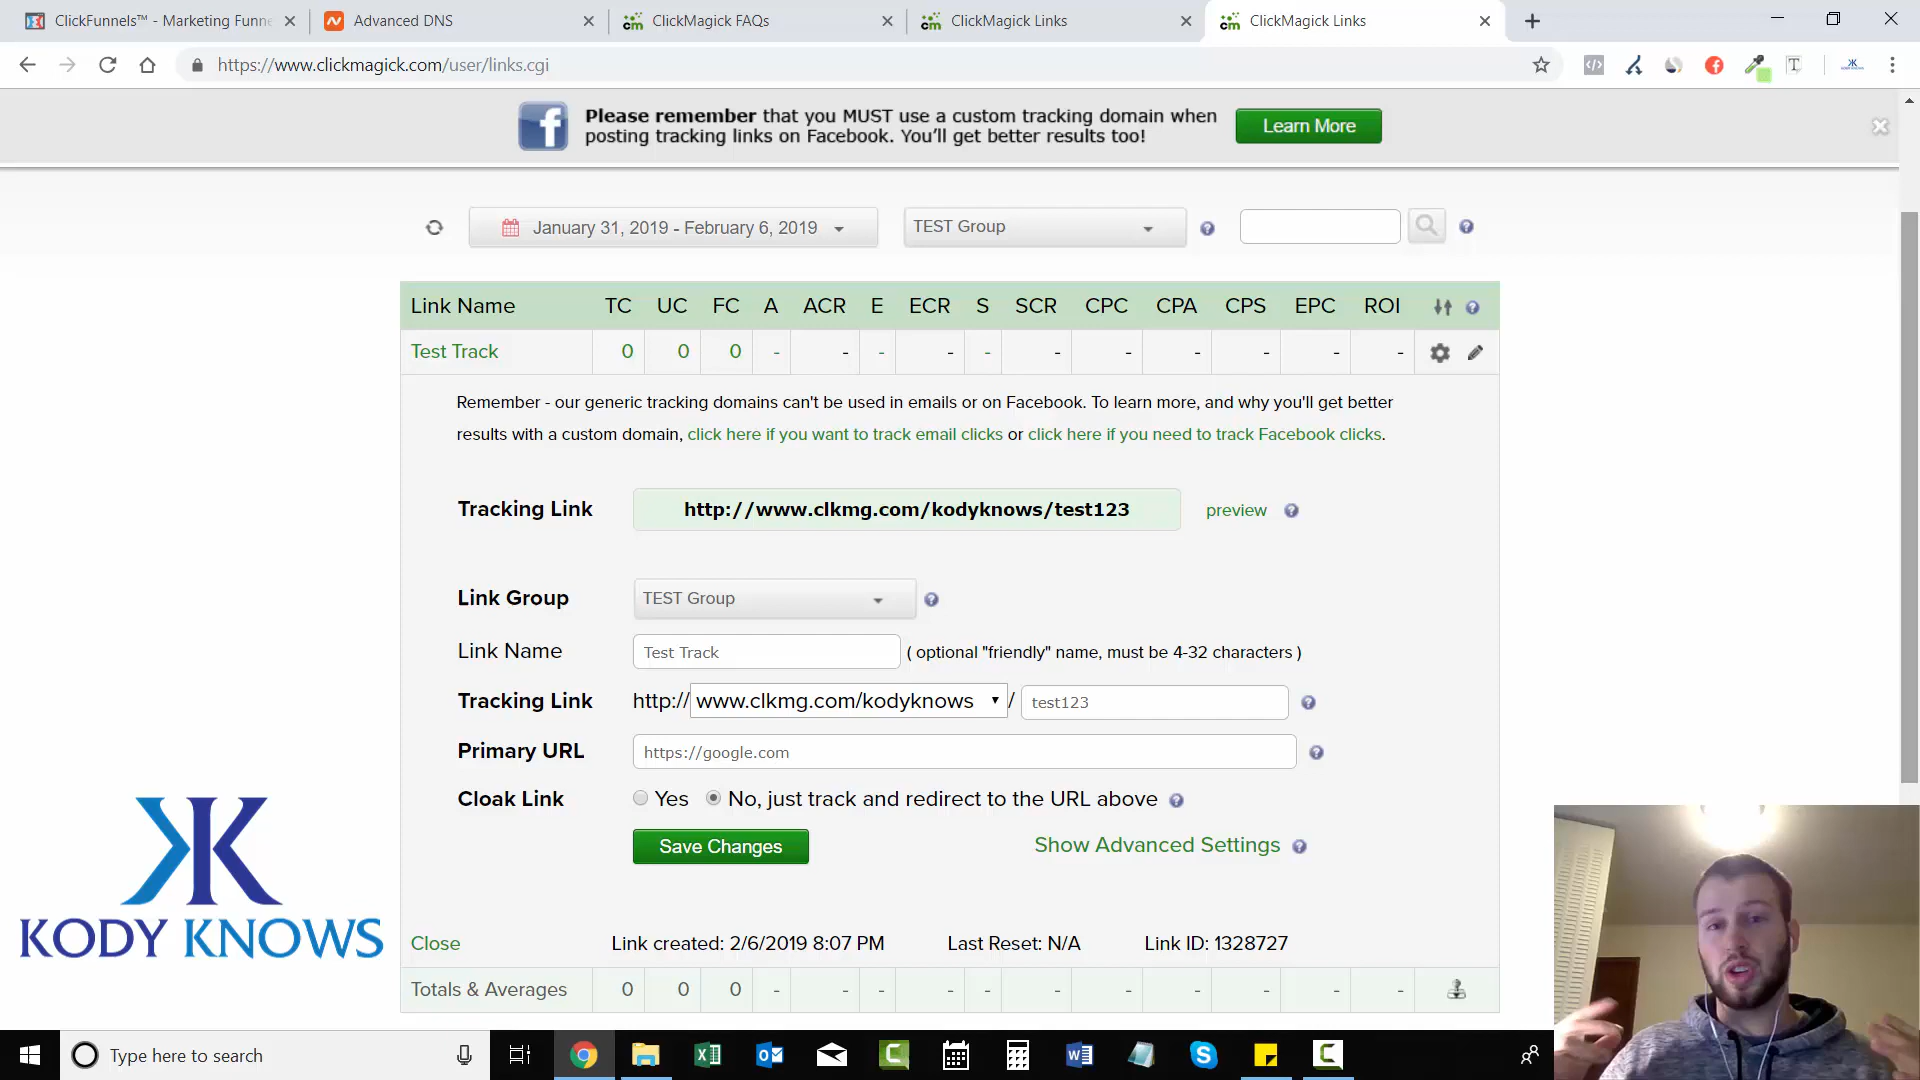 ClickFunnels™ - Marketing Funne
Advanced DNS
ClickMagick FAQs
ClickMagick Links
ClickMagick Links
https://www.clickmagick.com/user/links.cgi
Please remember that you MUST use a custom tracking domain when
posting tracking links on Facebook. You'll get better results too!
Learn More
January 31, 2019 - February 6, 2019
TEST Group
Link Name TC UC FC A ACR E ECR S SCR CPC CPA CPS EPC ROI
Test Track 0 0 0 - - - - - - - - - - -
Remember - our generic tracking domains can't be used in emails or on Facebook. To learn more, and why you'll get better
results with a custom domain, click here if you want to track email clicks or click here if you need to track Facebook clicks.
Tracking Link http://www.clkmg.com/kodyknows/test123 preview
Link Group TEST Group
Link Name Test Track ( optional "friendly" name, must be 4-32 characters )
Tracking Link http:// www.clkmg.com/kodyknows / test123
Primary URL https://google.com
Cloak Link Yes No, just track and redirect to the URL above
Save Changes Show Advanced Settings
KODY KNOWS
Close Link created: 2/6/2019 8:07 PM Last Reset: N/A Link ID: 1328727
Totals & Averages 0 0 0 - - - - - - - - - - -
Type here to search